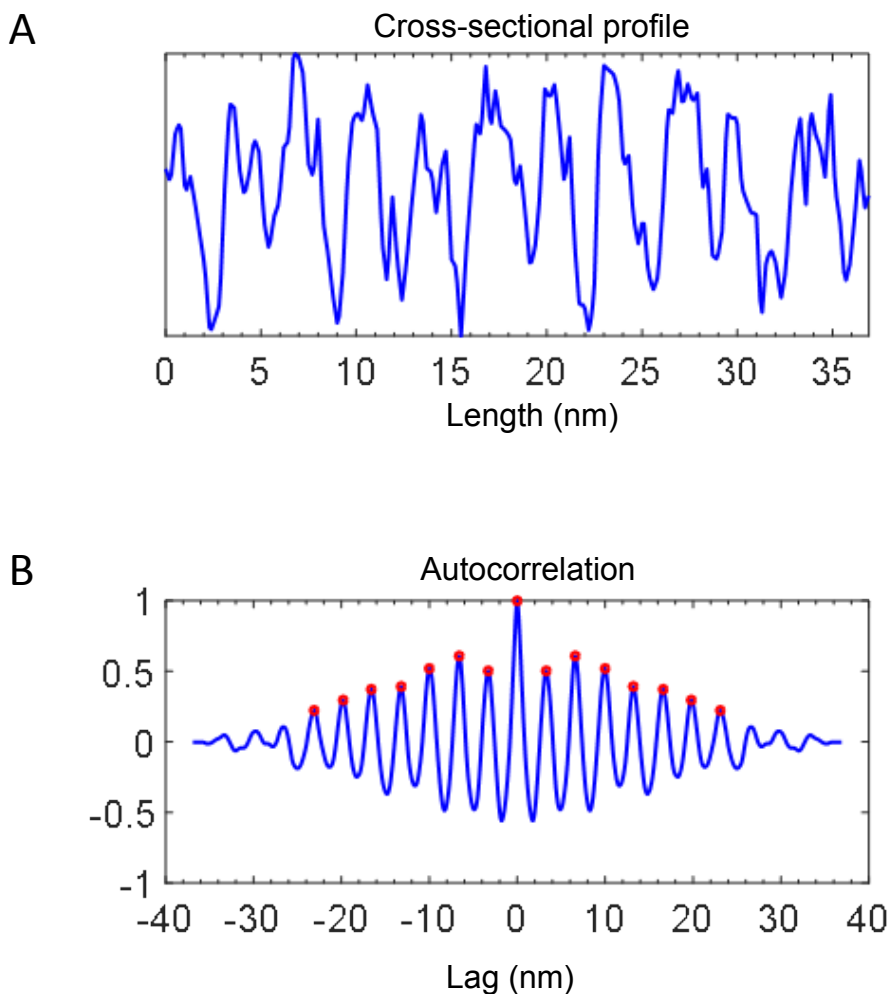 A
Cross-sectional profile
0 5 10 15 20 25 30 35
Length (nm)
B
Autocorrelation
1
0.5
0
-0.5
-1
-40 -30 -20 -10 0 10 20 30 40
Lag (nm)